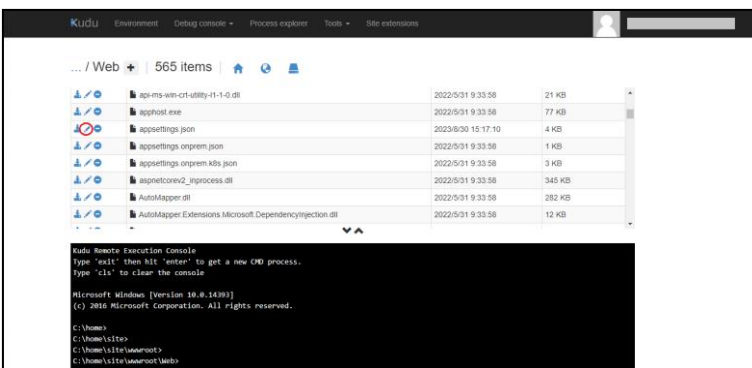 Kudu Environment Debug console Process explorer Tools Site extensions
... / Web + 565 items
api-ms-win-crt-utility-l1-1-0.dll 2022/5/31 9:33:58 21 KB
apphost.exe 2022/5/31 9:33:58 77 KB
appsettings.json 2023/8/30 15:17:10 4 KB
appsettings.onprem.json 2022/5/31 9:33:58 1 KB
appsettings.onprem.k8s.json 2022/5/31 9:33:58 3 KB
aspnetcorev2_inprocess.dll 2022/5/31 9:33:58 345 KB
AutoMapper.dll 2022/5/31 9:33:58 282 KB
AutoMapper.Extensions.Microsoft.DependencyInjection.dll 2022/5/31 9:33:58 12 KB
Kudu Remote Execution Console
Type 'exit' then hit 'enter' to get a new CMD process.
Type 'cls' to clear the console
Microsoft Windows [Version 10.0.14393]
(c) 2016 Microsoft Corporation. All rights reserved.
C:\home>
C:\home\site>
C:\home\site\wwwroot>
C:\home\site\wwwroot\Web>